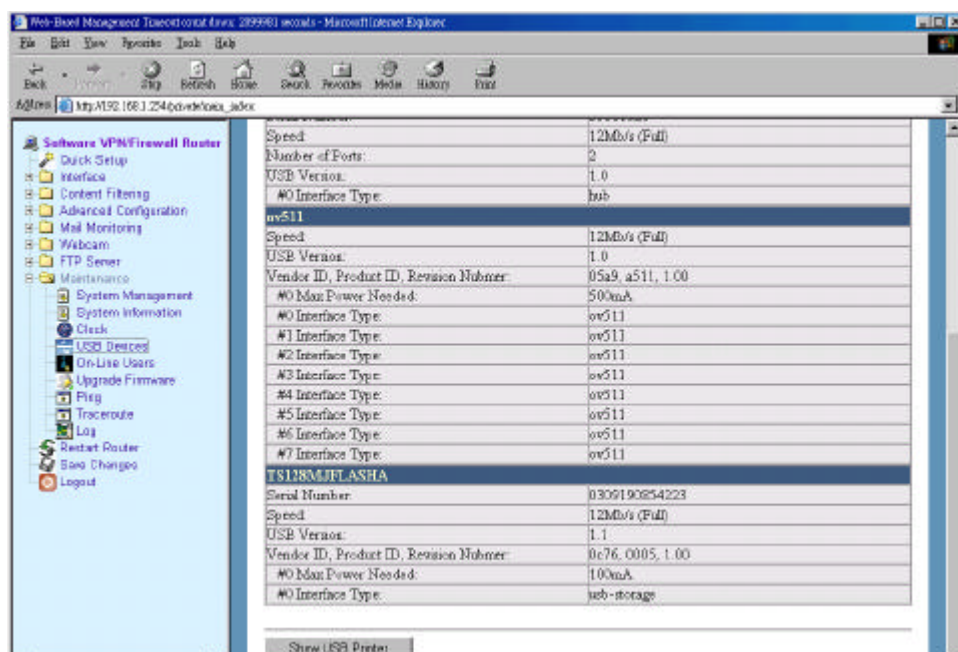 Web-Based Management Timeout count down: 2899981 seconds - Microsoft Internet Explorer
File Edit View Favorites Tools Help
Back Stop Refresh Home Search Favorites Media History Print
Address http://192.168.1.254/private/main_index
Software VPN/Firewall Router
Quick Setup
Interface
Content Filtering
Advanced Configuration
Mail Monitoring
Webcam
FTP Server
Maintenance
System Management
System Information
Clock
USB Devices
On-Line Users
Upgrade Firmware
Ping
Traceroute
Log
Restart Router
Save Changes
Logout
Speed: 12Mb/s (Full)
Number of Ports: 2
USB Version: 1.0
#0 Interface Type: hub
ov511
Speed: 12Mb/s (Full)
USB Version: 1.0
Vendor ID, Product ID, Revision Nubmer: 05a9, a511, 1.00
#0 Max Power Needed: 500mA
#0 Interface Type: ov511
#1 Interface Type: ov511
#2 Interface Type: ov511
#3 Interface Type: ov511
#4 Interface Type: ov511
#5 Interface Type: ov511
#6 Interface Type: ov511
#7 Interface Type: ov511
TS128MJFLASHA
Serial Number: 0309190854223
Speed: 12Mb/s (Full)
USB Version: 1.1
Vendor ID, Product ID, Revision Nubmer: 0c76, 0005, 1.00
#0 Max Power Needed: 100mA
#0 Interface Type: usb-storage
Show USB Printer